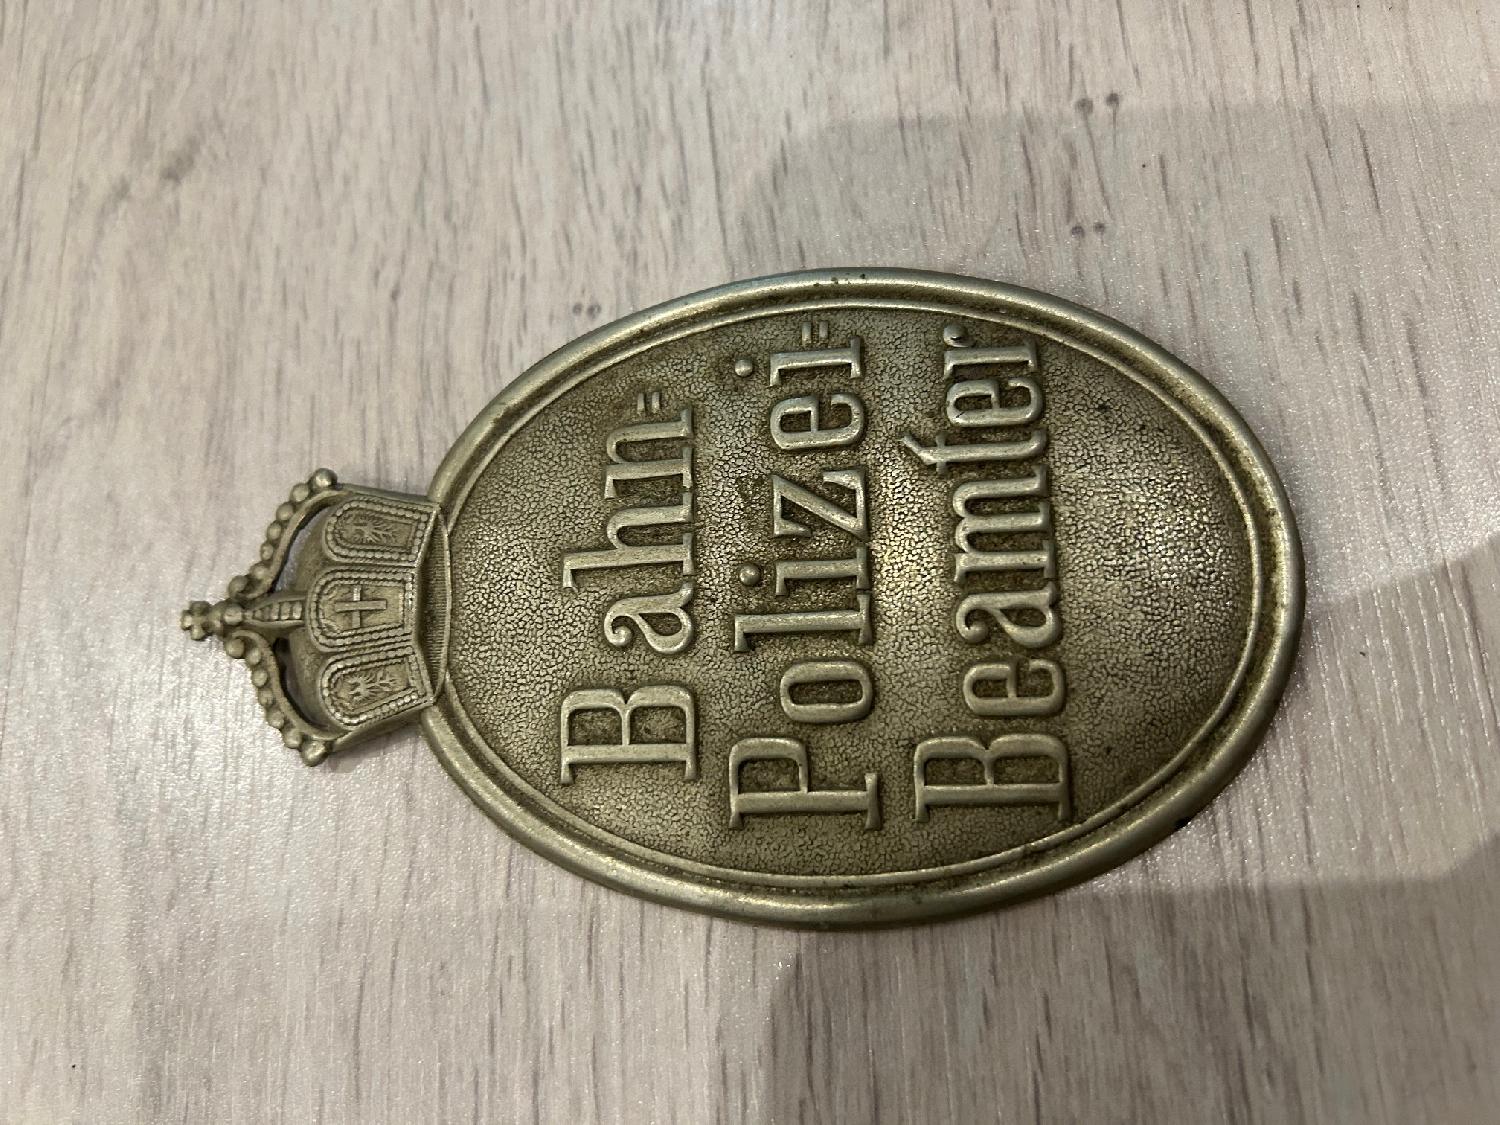 Bahn=
Polizei=
Beamter